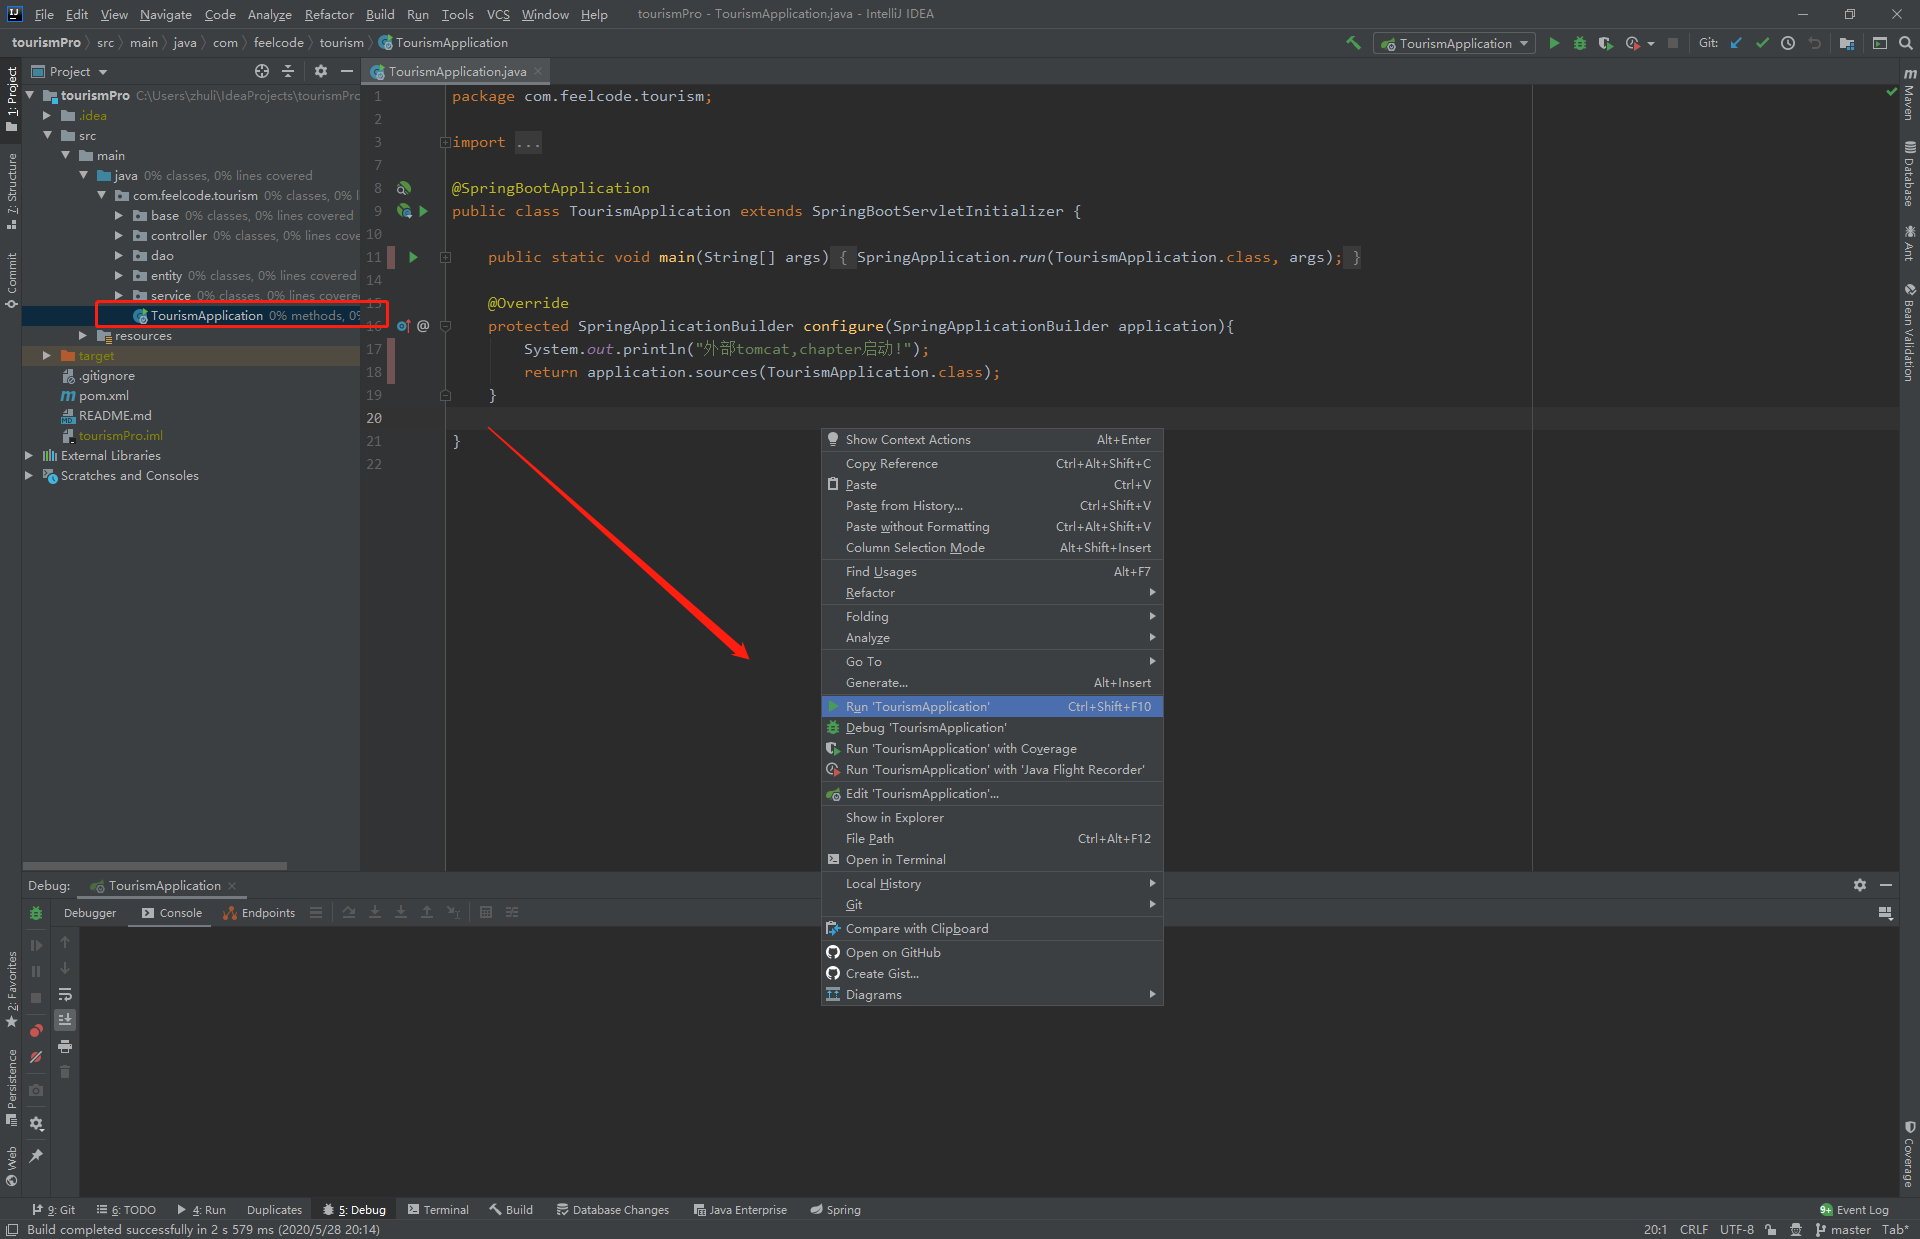 File Edit View Navigate Code Analyze Refactor Build Run Tools VCS Window Help tourismPro - TourismApplication.java - IntelliJ IDEA
tourismPro src main java com feelcode tourism TourismApplication
TourismApplication Git:
Project
TourismApplication.java
1: Project
7: Structure
Commit
2: Favorites
Persistence
Web
tourismPro C:\Users\zhuli\IdeaProjects\tourismPro
.idea
src
main
java 0% classes, 0% lines covered
com.feelcode.tourism 0% classes, 0% l
base 0% classes, 0% lines covered
controller 0% classes, 0% lines cove
dao
entity 0% classes, 0% lines covered
service 0% classes, 0% lines covered
TourismApplication 0% methods, 0%
resources
target
.gitignore
pom.xml
README.md
tourismPro.iml
External Libraries
Scratches and Consoles
1 package com.feelcode.tourism;
2
3 import ...
7
8 @SpringBootApplication
9 public class TourismApplication extends SpringBootServletInitializer {
10
11 public static void main(String[] args) { SpringApplication.run(TourismApplication.class, args); }
14
15 @Override
16 @ protected SpringApplicationBuilder configure(SpringApplicationBuilder application){
17 System.out.println("外部tomcat,chapter启动!");
18 return application.sources(TourismApplication.class);
19 }
20
21 }
22
Show Context Actions Alt+Enter
Copy Reference Ctrl+Alt+Shift+C
Paste Ctrl+V
Paste from History... Ctrl+Shift+V
Paste without Formatting Ctrl+Alt+Shift+V
Column Selection Mode Alt+Shift+Insert
Find Usages Alt+F7
Refactor
Folding
Analyze
Go To
Generate... Alt+Insert
Run 'TourismApplication' Ctrl+Shift+F10
Debug 'TourismApplication'
Run 'TourismApplication' with Coverage
Run 'TourismApplication' with 'Java Flight Recorder'
Edit 'TourismApplication'...
Show in Explorer
File Path Ctrl+Alt+F12
Open in Terminal
Local History
Git
Compare with Clipboard
Open on GitHub
Create Gist...
Diagrams
Maven
Database
Ant
Bean Validation
Coverage
Debug: TourismApplication
Debugger Console Endpoints
9: Git 6: TODO 4: Run Duplicates 5: Debug Terminal Build Database Changes Java Enterprise Spring 9+ Event Log
Build completed successfully in 2 s 579 ms (2020/5/28 20:14) 20:1 CRLF UTF-8 master Tab*